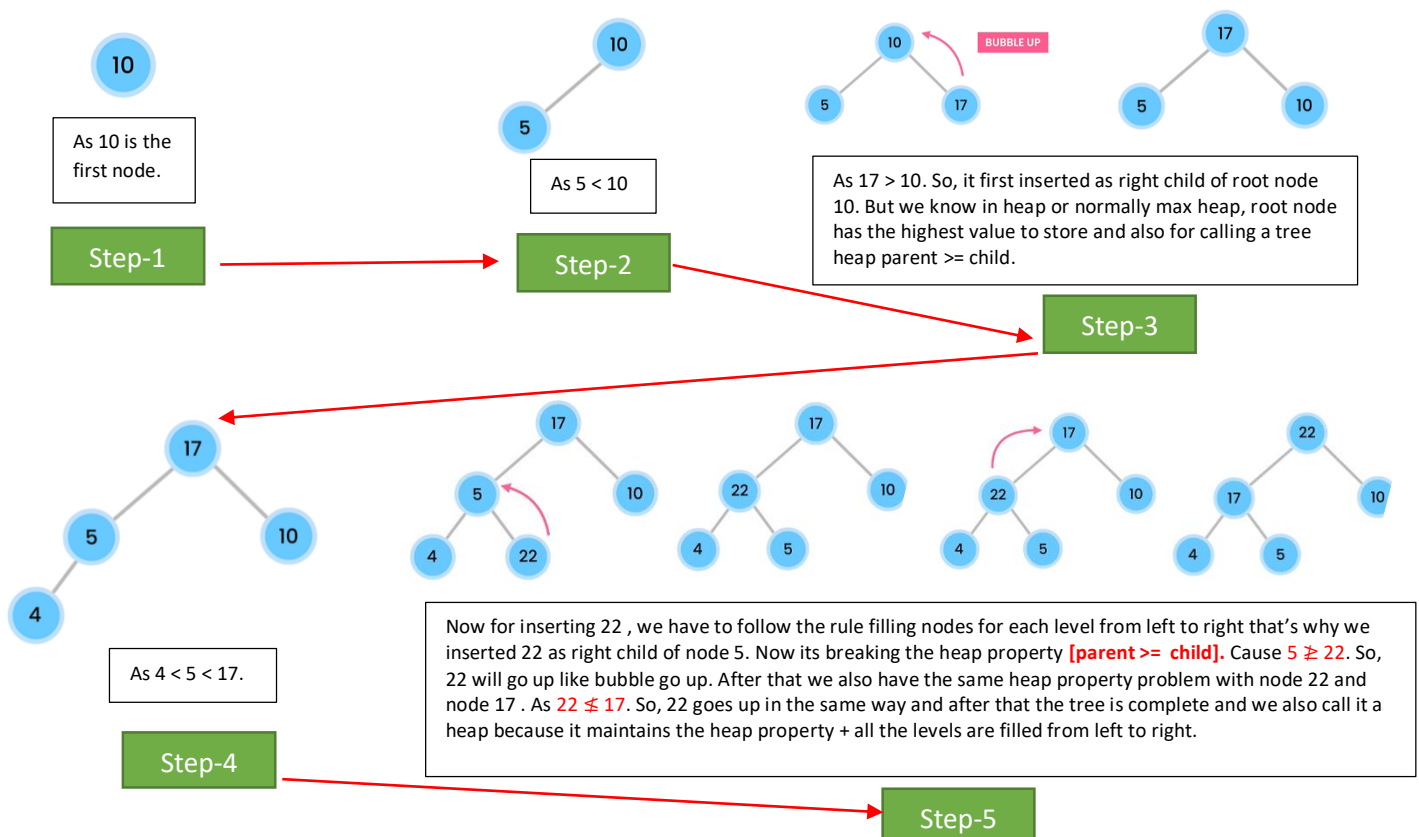 10
As 10 is the
first node.
Step-1
10
5
As 5 < 10
Step-2
10
BUBBLE UP
5
17
17
5
10
As 17 > 10. So, it first inserted as right child of root node
10. But we know in heap or normally max heap, root node
has the highest value to store and also for calling a tree
heap parent >= child.
Step-3
17
5
10
4
As 4 < 5 < 17.
Step-4
17
5
10
4
22
17
22
10
4
5
17
22
10
4
5
22
17
10
4
5
Now for inserting 22 , we have to follow the rule filling nodes for each level from left to right that’s why we
inserted 22 as right child of node 5. Now its breaking the heap property [parent >= child]. Cause 5 ≱ 22. So,
22 will go up like bubble go up. After that we also have the same heap property problem with node 22 and
node 17 . As 22 ≰ 17. So, 22 goes up in the same way and after that the tree is complete and we also call it a
heap because it maintains the heap property + all the levels are filled from left to right.
Step-5